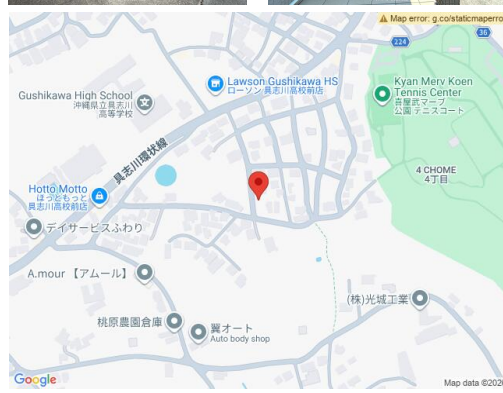 Map error: g.co/staticmaperro
224
36
Lawson Gushikawa HS
ローソン 具志川高校前店
Gushikawa High School
沖縄県立具志川
高等学校
Kyan Merv Koen
Tennis Center
喜屋武マーブ
公園 テニスコート
具志川環状線
4 CHOME
4丁目
Hotto Motto
ほっともっと
具志川高校前店
デイサービスふわり
A.mour 【アムール】
(株)光城工業
桃原農園倉庫
翼オート
Auto body shop
Google
Map data ©202